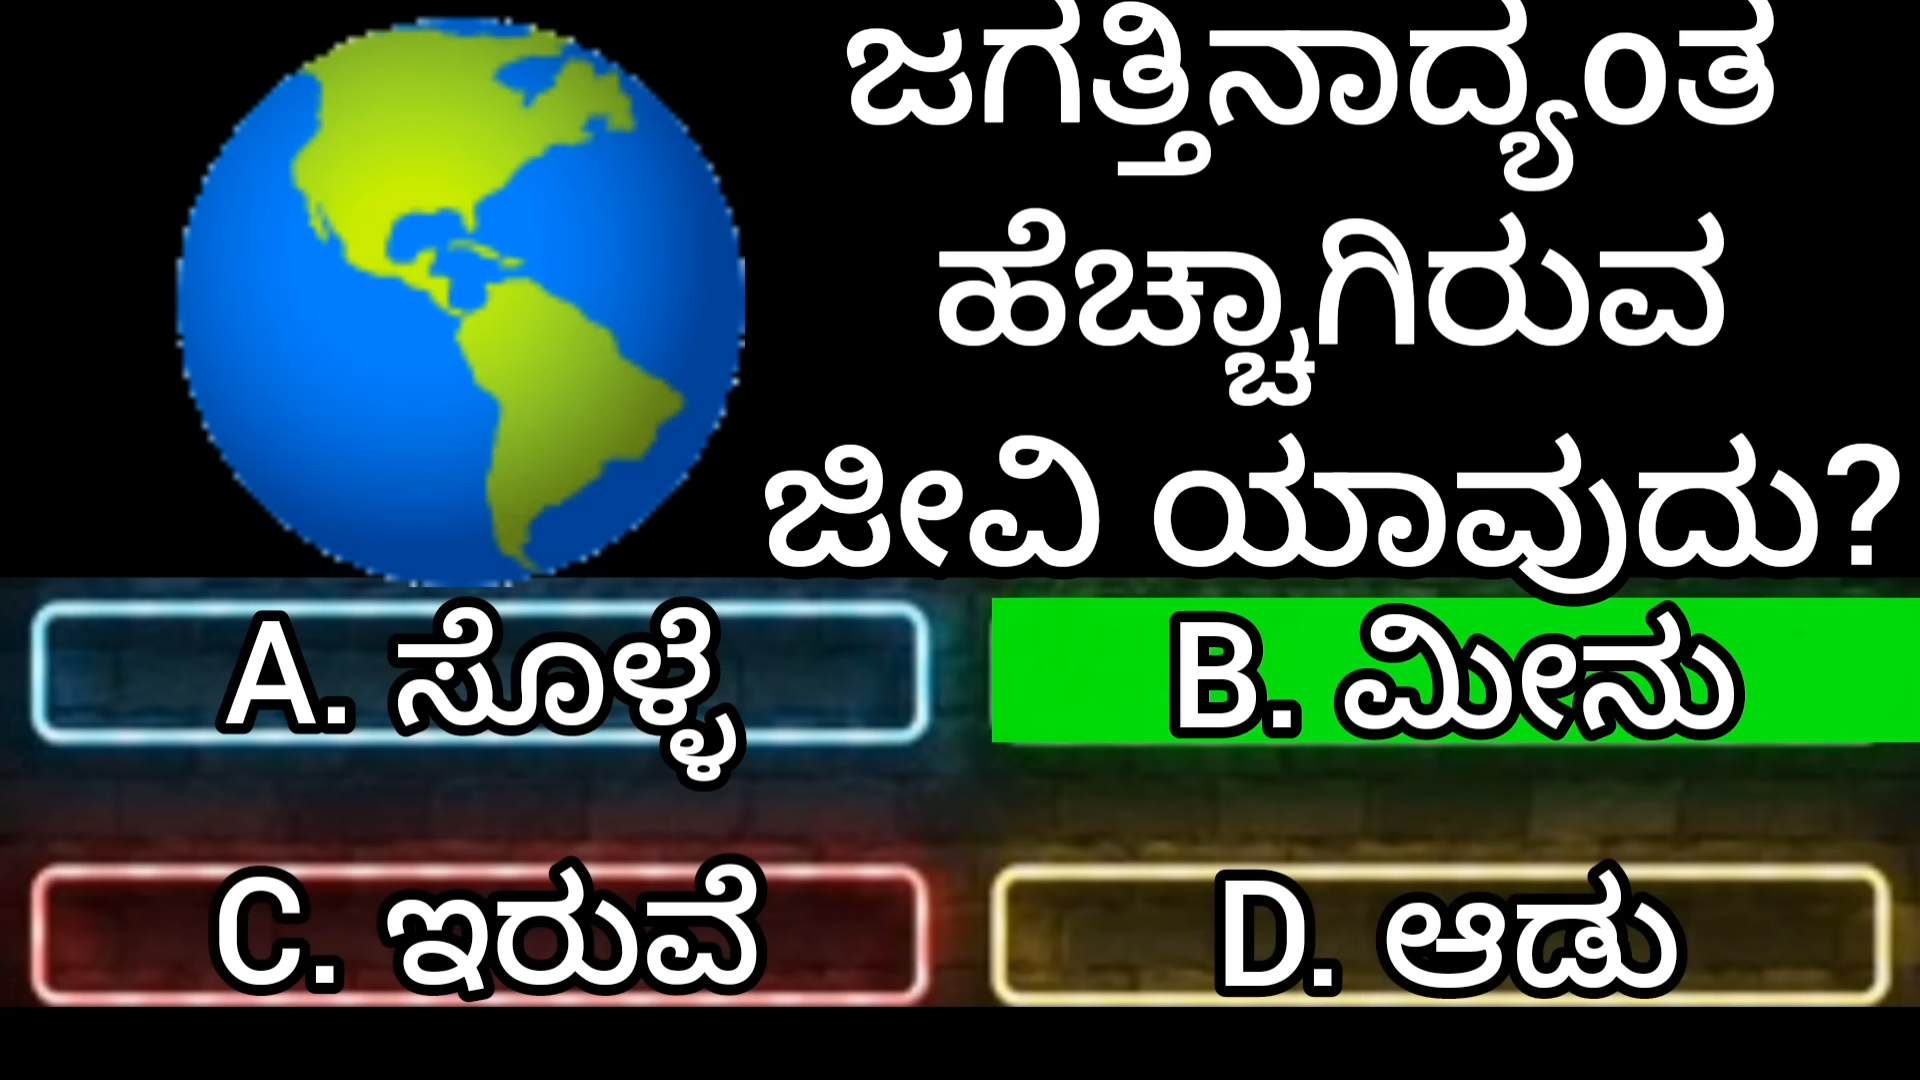 ಜಗತ್ತಿನಾದ್ಯಂತ
ಹೆಚ್ಚಾಗಿರುವ
ಜೀವಿ ಯಾವುದು?
A. ಸೊಳ್ಳೆ
B. ಮೀನು
C. ಇರುವೆ
D. ಆಡು